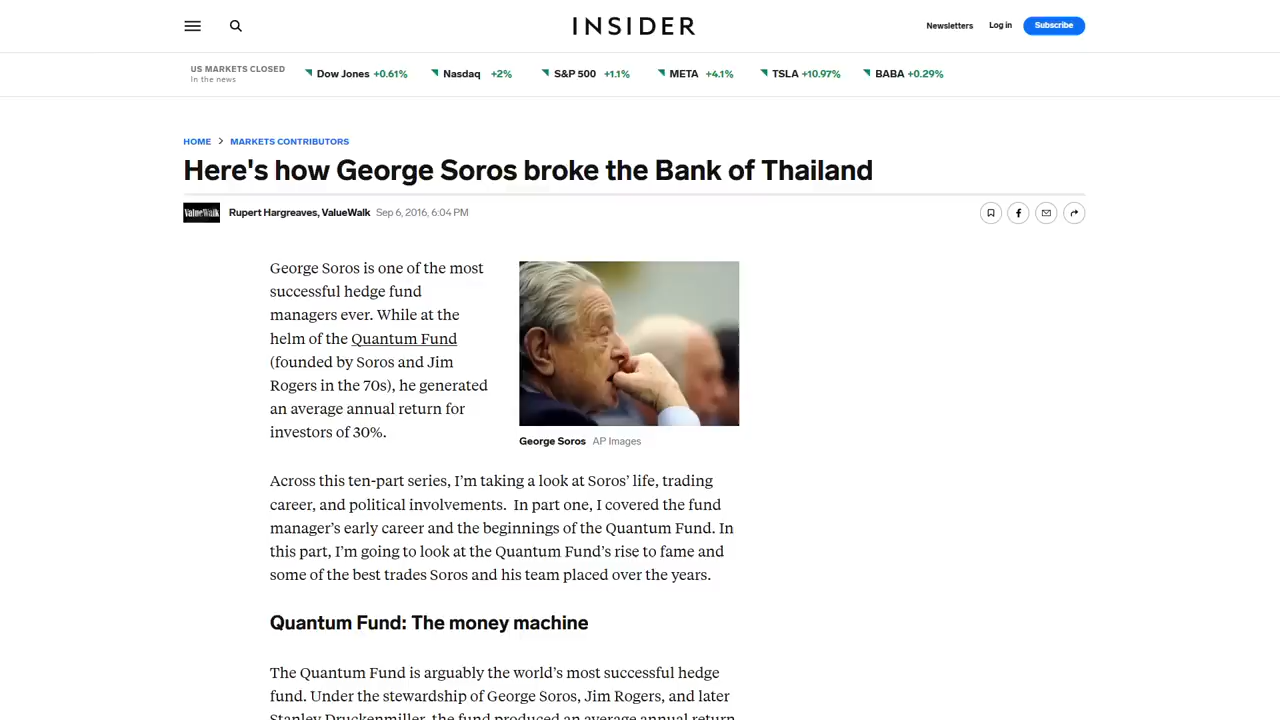 INSIDER
Newsletters
Log in
Subscribe
US MARKETS CLOSED
In the news
Dow Jones +0.61%
Nasdaq +2%
S&P 500 +1.1%
META +4.1%
TSLA +10.97%
BABA +0.29%
HOME > MARKETS CONTRIBUTORS
Here's how George Soros broke the Bank of Thailand
ValueWalk
Rupert Hargreaves, ValueWalk Sep 6, 2016, 6:04 PM
George Soros is one of the most
successful hedge fund
managers ever. While at the
helm of the Quantum Fund
(founded by Soros and Jim
Rogers in the 70s), he generated
an average annual return for
investors of 30%.
George Soros AP Images
Across this ten-part series, I’m taking a look at Soros’ life, trading
career, and political involvements. In part one, I covered the fund
manager’s early career and the beginnings of the Quantum Fund. In
this part, I’m going to look at the Quantum Fund’s rise to fame and
some of the best trades Soros and his team placed over the years.
Quantum Fund: The money machine
The Quantum Fund is arguably the world’s most successful hedge
fund. Under the stewardship of George Soros, Jim Rogers, and later
Stanley Druckenmiller, the fund produced an average annual return